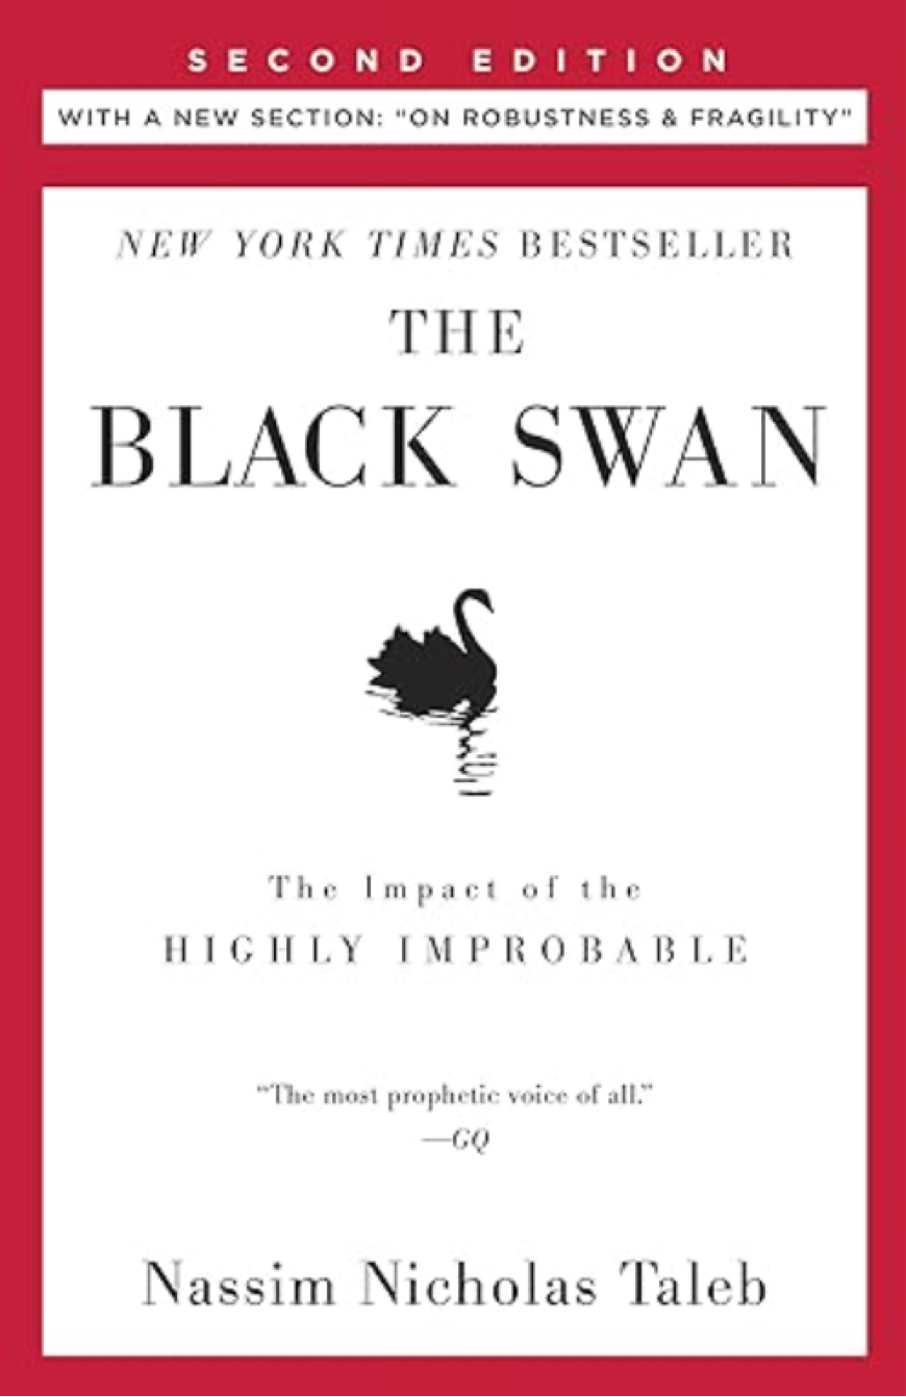 SECOND EDITION
WITH A NEW SECTION: "ON ROBUSTNESS & FRAGILITY"
NEW YORK TIMES BESTSELLER
THE
BLACK SWAN
The Impact of the
HIGHLY IMPROBABLE
“The most prophetic voice of all.”
—GQ
Nassim Nicholas Taleb